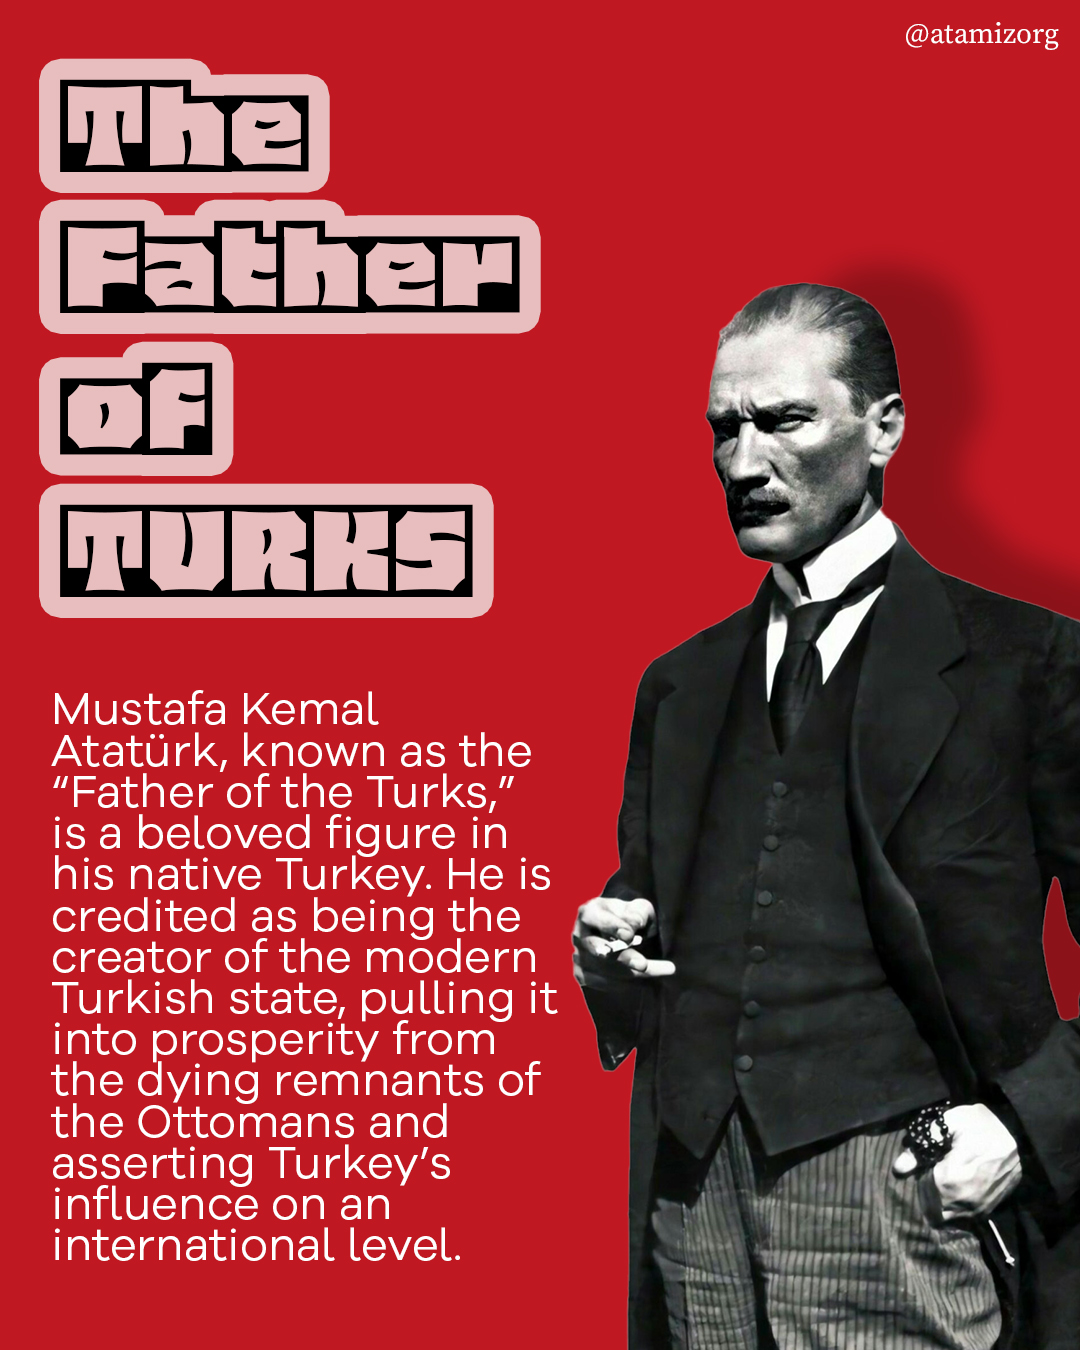 @atamizorg
The
Father
of
TURKS
Mustafa Kemal
Atatürk, known as the
“Father of the Turks,”
is a beloved figure in
his native Turkey. He is
credited as being the
creator of the modern
Turkish state, pulling it
into prosperity from
the dying remnants of
the Ottomans and
asserting Turkey’s
influence on an
international level.